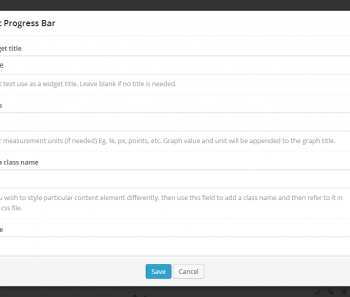 Progress Bar
get title
e
text use as a widget title. Leave blank if no title is needed.
s
measurement units (if needed) Eg. %, px, points, etc. Graph value and unit will be appended to the graph title.
a class name
u wish to style particular content element differently, then use this field to add a class name and then refer to it in
css file.
e
Save Cancel